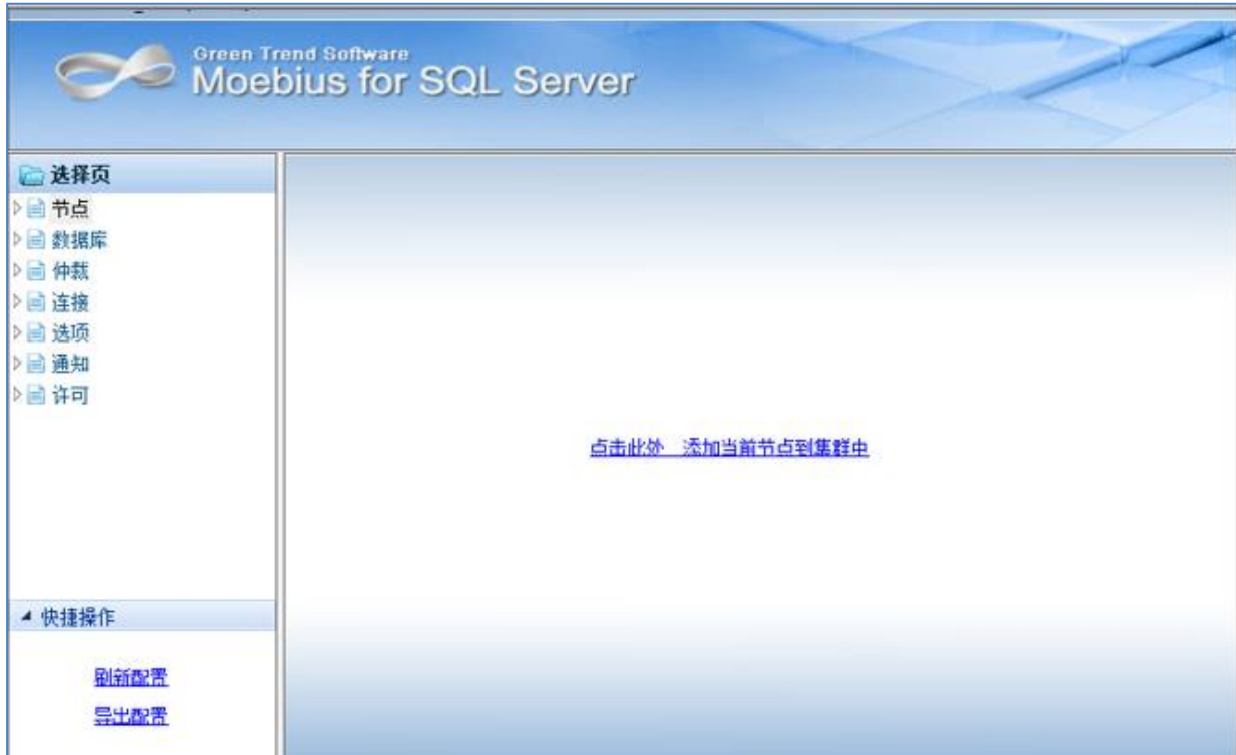 Green Trend Software
Moebius for SQL Server
选择页
节点
数据库
仲裁
连接
选项
通知
许可
点击此处 添加当前节点到集群中
快捷操作
刷新配置
导出配置